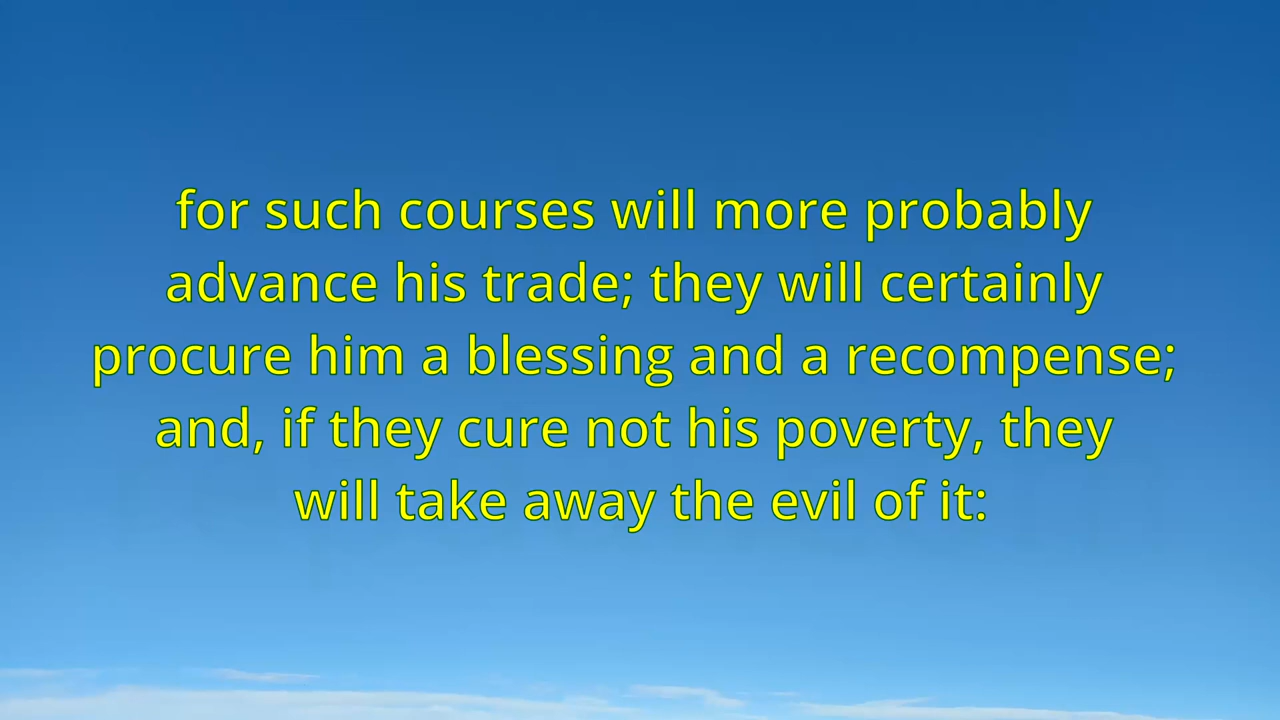 for such courses will more probably
advance his trade; they will certainly
procure him a blessing and a recompense;
and, if they cure not his poverty, they
will take away the evil of it: